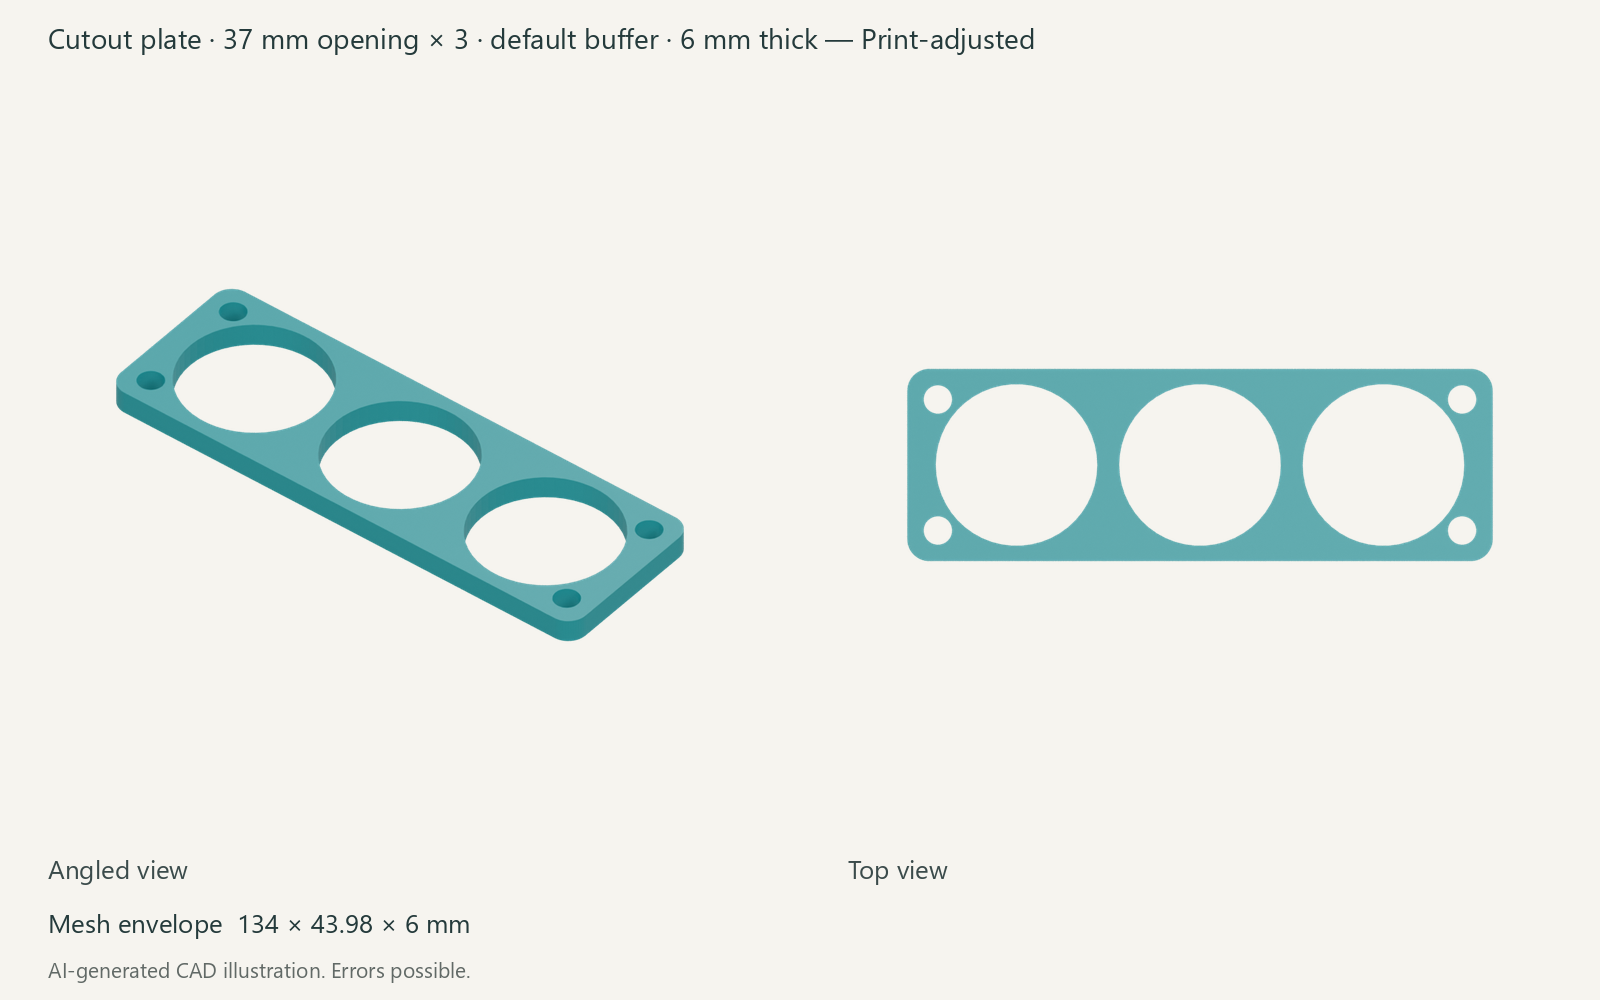 Cutout plate · 37 mm opening × 3 · default buffer · 6 mm thick — Print-adjusted
Angled view
Top view
Mesh envelope 134 × 43.98 × 6 mm
AI-generated CAD illustration. Errors possible.